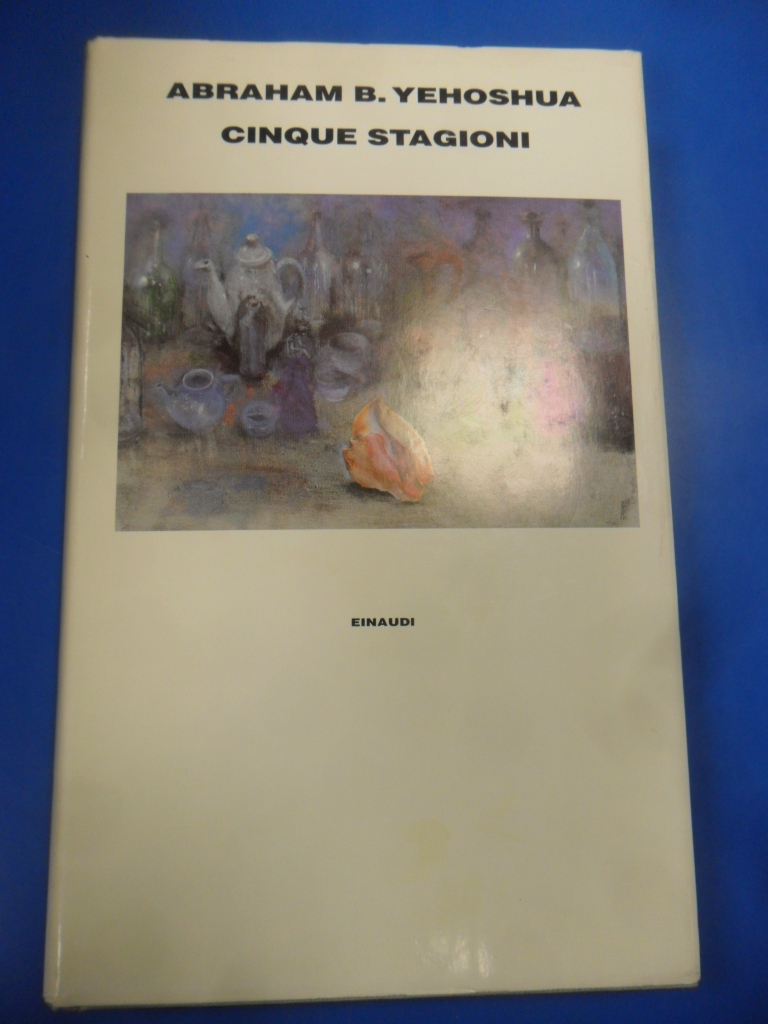 ABRAHAM B. YEHOSHUA
CINQUE STAGIONI
EINAUDI